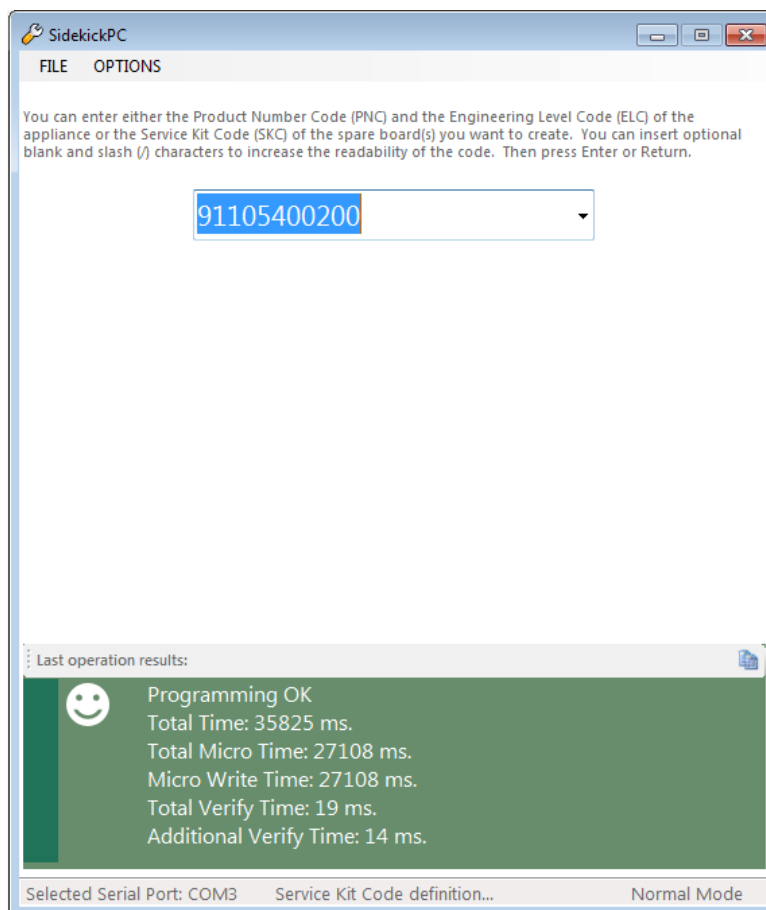 SidekickPC
FILE OPTIONS
You can enter either the Product Number Code (PNC) and the Engineering Level Code (ELC) of the
appliance or the Service Kit Code (SKC) of the spare board(s) you want to create. You can insert optional
blank and slash (/) characters to increase the readability of the code. Then press Enter or Return.
91105400200
Last operation results:
Programming OK
Total Time: 35825 ms.
Total Micro Time: 27108 ms.
Micro Write Time: 27108 ms.
Total Verify Time: 19 ms.
Additional Verify Time: 14 ms.
Selected Serial Port: COM3 Service Kit Code definition... Normal Mode